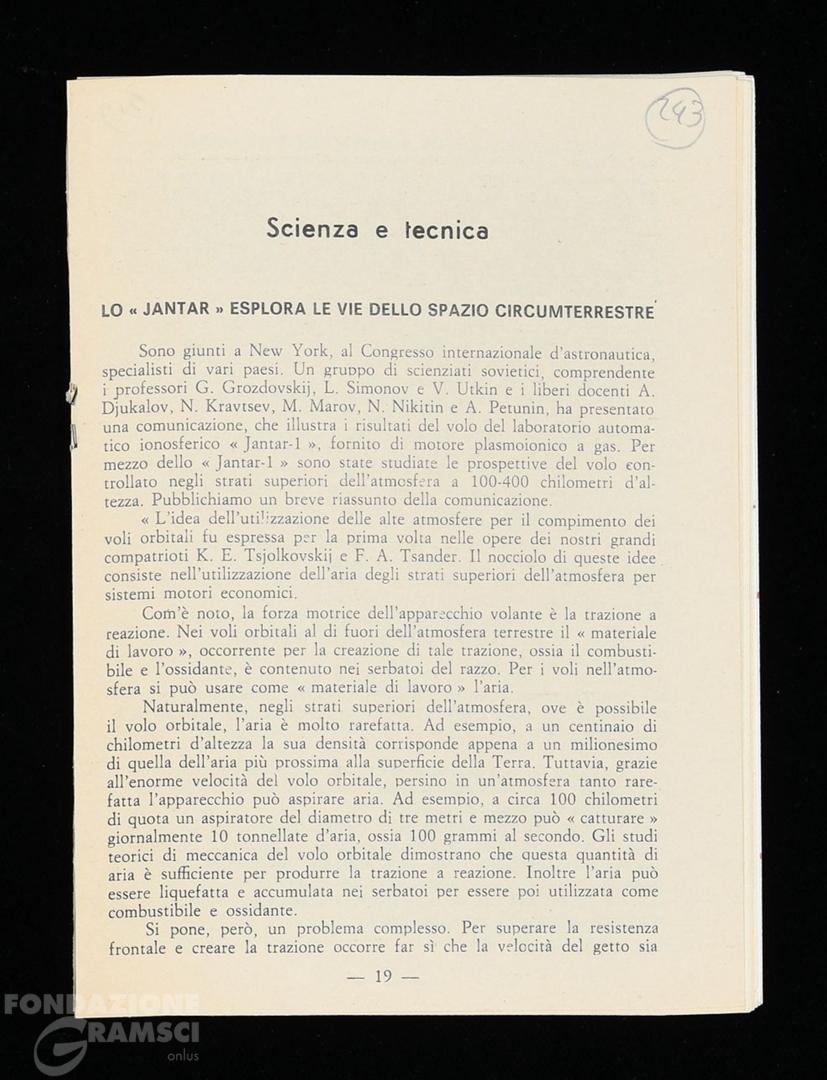 243
Scienza e tecnica
LO « JANTAR » ESPLORA LE VIE DELLO SPAZIO CIRCUMTERRESTRE
Sono giunti a New York, al Congresso internazionale d'astronautica,
specialisti di vari paesi. Un gruppo di scienziati sovietici, comprendente
i professori G. Grozdovskij, L. Simonov e V. Utkin e i liberi docenti A.
Djukalov, N. Kravtsev, M. Marov, N. Nikitin e A. Petunin, ha presentato
una comunicazione, che illustra i risultati del volo del laboratorio automa-
tico ionosferico « Jantar-1 », fornito di motore plasmoionico a gas. Per
mezzo dello « Jantar-1 » sono state studiate le prospettive del volo con-
trollato negli strati superiori dell'atmosfera a 100-400 chilometri d'al-
tezza. Pubblichiamo un breve riassunto della comunicazione.
« L'idea dell'utilizzazione delle alte atmosfere per il compimento dei
voli orbitali fu espressa per la prima volta nelle opere dei nostri grandi
compatrioti K. E. Tsjolkovskij e F. A. Tsander. Il nocciolo di queste idee
consiste nell'utilizzazione dell'aria degli strati superiori dell'atmosfera per
sistemi motori economici.
Com'è noto, la forza motrice dell'apparecchio volante è la trazione a
reazione. Nei voli orbitali al di fuori dell'atmosfera terrestre il « materiale
di lavoro », occorrente per la creazione di tale trazione, ossia il combusti-
bile e l'ossidante, è contenuto nei serbatoi del razzo. Per i voli nell'atmo-
sfera si può usare come « materiale di lavoro » l'aria.
Naturalmente, negli strati superiori dell'atmosfera, ove è possibile
il volo orbitale, l'aria è molto rarefatta. Ad esempio, a un centinaio di
chilometri d'altezza la sua densità corrisponde appena a un milionesimo
di quella dell'aria più prossima alla superficie della Terra. Tuttavia, grazie
all'enorme velocità del volo orbitale, persino in un'atmosfera tanto rare-
fatta l'apparecchio può aspirare aria. Ad esempio, a circa 100 chilometri
di quota un aspiratore del diametro di tre metri e mezzo può « catturare »
giornalmente 10 tonnellate d'aria, ossia 100 grammi al secondo. Gli studi
teorici di meccanica del volo orbitale dimostrano che questa quantità di
aria è sufficiente per produrre la trazione a reazione. Inoltre l'aria può
essere liquefatta e accumulata nei serbatoi per essere poi utilizzata come
combustibile e ossidante.
Si pone, però, un problema complesso. Per superare la resistenza
frontale e creare la trazione occorre far sì che la velocità del getto sia
— 19 —
FONDAZIONE
GRAMSCI
onlus